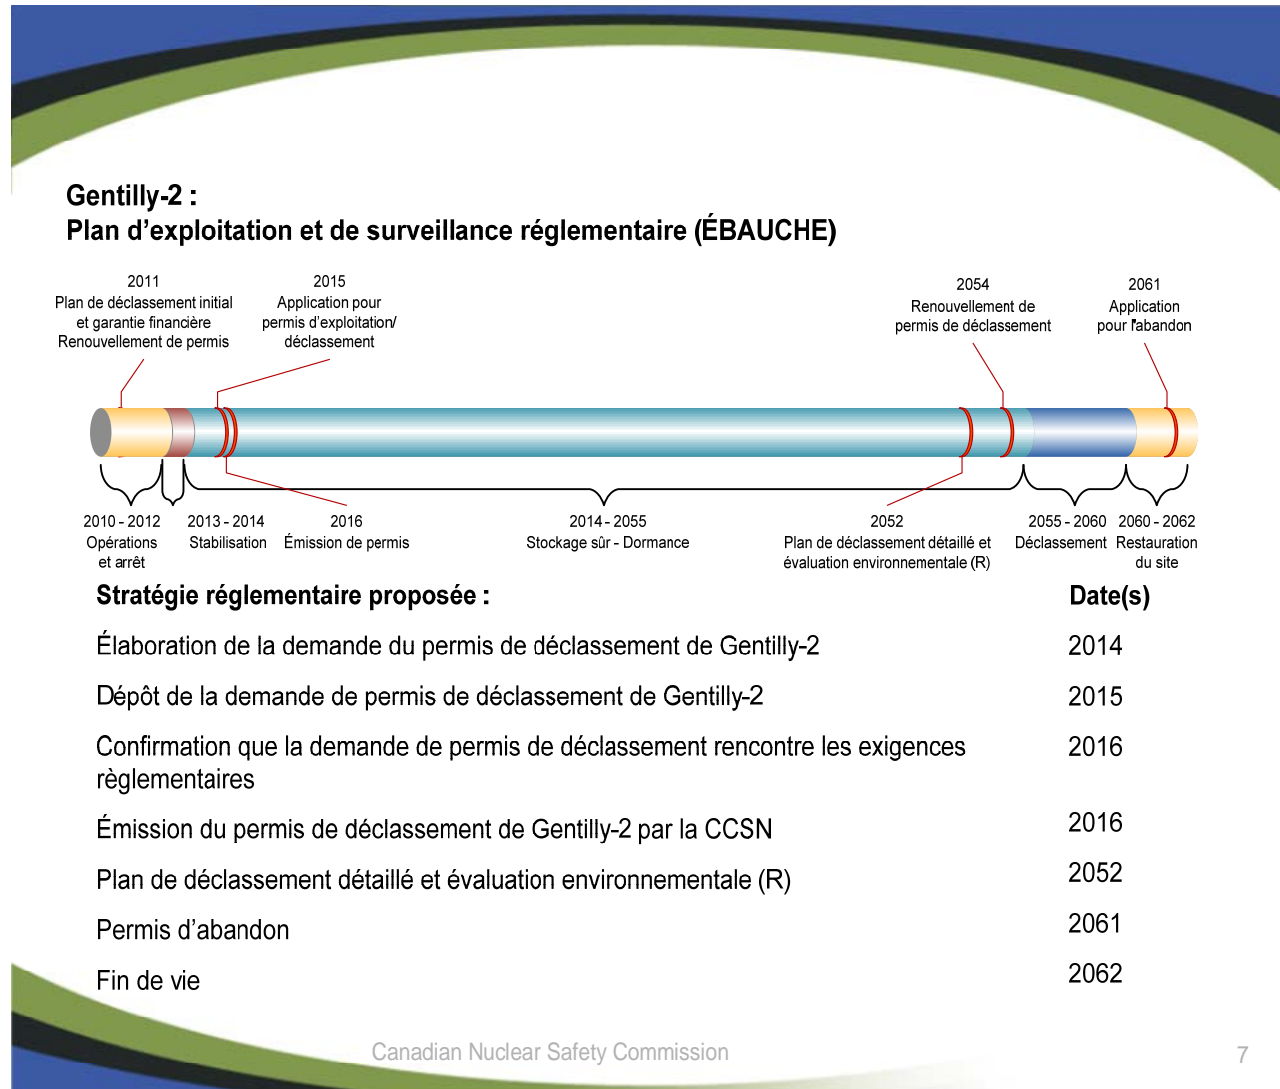 Gentilly-2 :
Plan d’exploitation et de surveillance réglementaire (ÉBAUCHE)
2011
Plan de déclassement initial
et garantie financière
Renouvellement de permis
2015
Application pour
permis d’exploitation/
déclassement
2054
Renouvellement de
permis de déclassement
2061
Application
pour l’abandon
2010 - 2012
Opérations
et arrêt
2013 - 2014
Stabilisation
2016
Émission de permis
2014 - 2055
Stockage sûr - Dormance
2052
Plan de déclassement détaillé et
évaluation environnementale (R)
2055 - 2060
Déclassement
2060 - 2062
Restauration
du site
Stratégie réglementaire proposée : Date(s)
Élaboration de la demande du permis de déclassement de Gentilly-2 2014
Dépôt de la demande de permis de déclassement de Gentilly-2 2015
Confirmation que la demande de permis de déclassement rencontre les exigences 2016
règlementaires
Émission du permis de déclassement de Gentilly-2 par la CCSN 2016
Plan de déclassement détaillé et évaluation environnementale (R) 2052
Permis d’abandon 2061
Fin de vie 2062
Canadian Nuclear Safety Commission 7